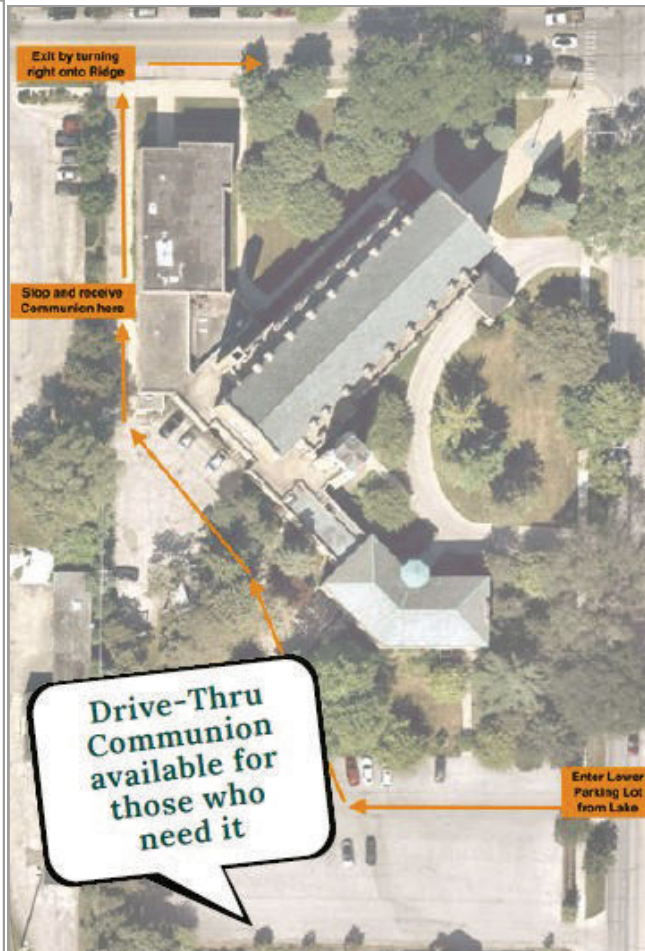 Exit by turning
right onto Ridge
Stop and receive
Communion here
Drive-Thru
Communion
available for
those who
need it
Enter Lower
Parking Lot
from Lake